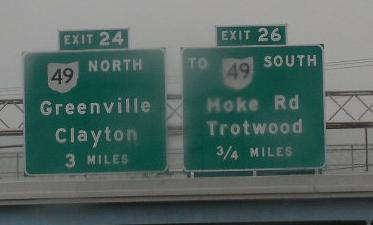 EXIT 24
49 NORTH
Greenville
Clayton
3 MILES
EXIT 26
TO 49 SOUTH
Hoke Rd
Trotwood
3/4 MILES